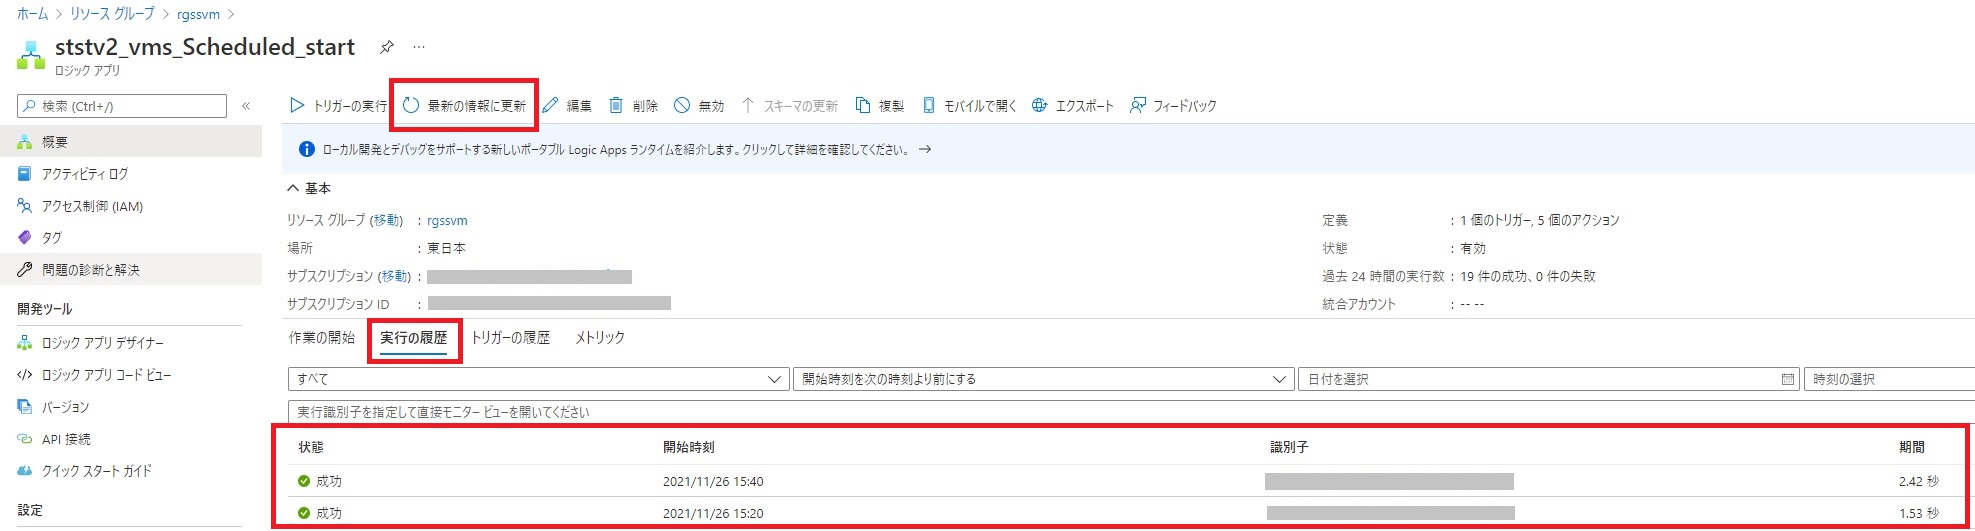 ホーム > リソース グループ > rgssvm >
ststv2_vms_Scheduled_start ...
ロジック アプリ
検索 (Ctrl+/) «
概要
アクティビティ ログ
アクセス制御 (IAM)
タグ
問題の診断と解決
開発ツール
ロジック アプリ デザイナー
ロジック アプリ コード ビュー
バージョン
API 接続
クイック スタート ガイド
設定
トリガーの実行 最新の情報に更新 編集 削除 無効 スキーマの更新 複製 モバイルで開く エクスポート フィードバック
ローカル開発とデバッグをサポートする新しいポータブル Logic Apps ランタイムを紹介します。クリックして詳細を確認してください。 →
基本
リソース グループ (移動) : rgssvm
場所 : 東日本
サブスクリプション (移動) :
サブスクリプション ID :
定義 : 1 個のトリガー, 5 個のアクション
状態 : 有効
過去 24 時間の実行数 : 19 件の成功、0 件の失敗
統合アカウント : -- --
作業の開始 実行の履歴 トリガーの履歴 メトリック
すべて 開始時刻を次の時刻より前にする 日付を選択 時刻の選択
実行識別子を指定して直接モニター ビューを開いてください
状態 開始時刻 識別子 期間
成功 2021/11/26 15:40 2.42 秒
成功 2021/11/26 15:20 1.53 秒